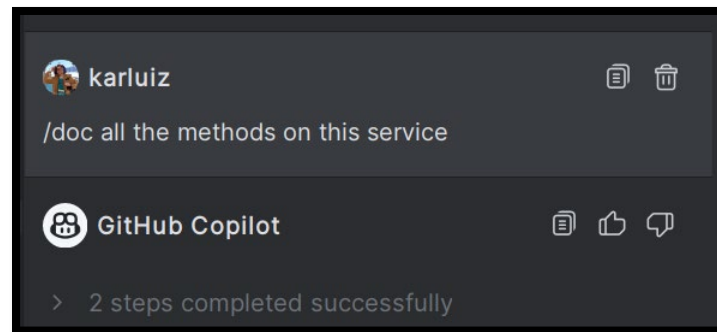 karluiz
/doc all the methods on this service
GitHub Copilot
2 steps completed successfully